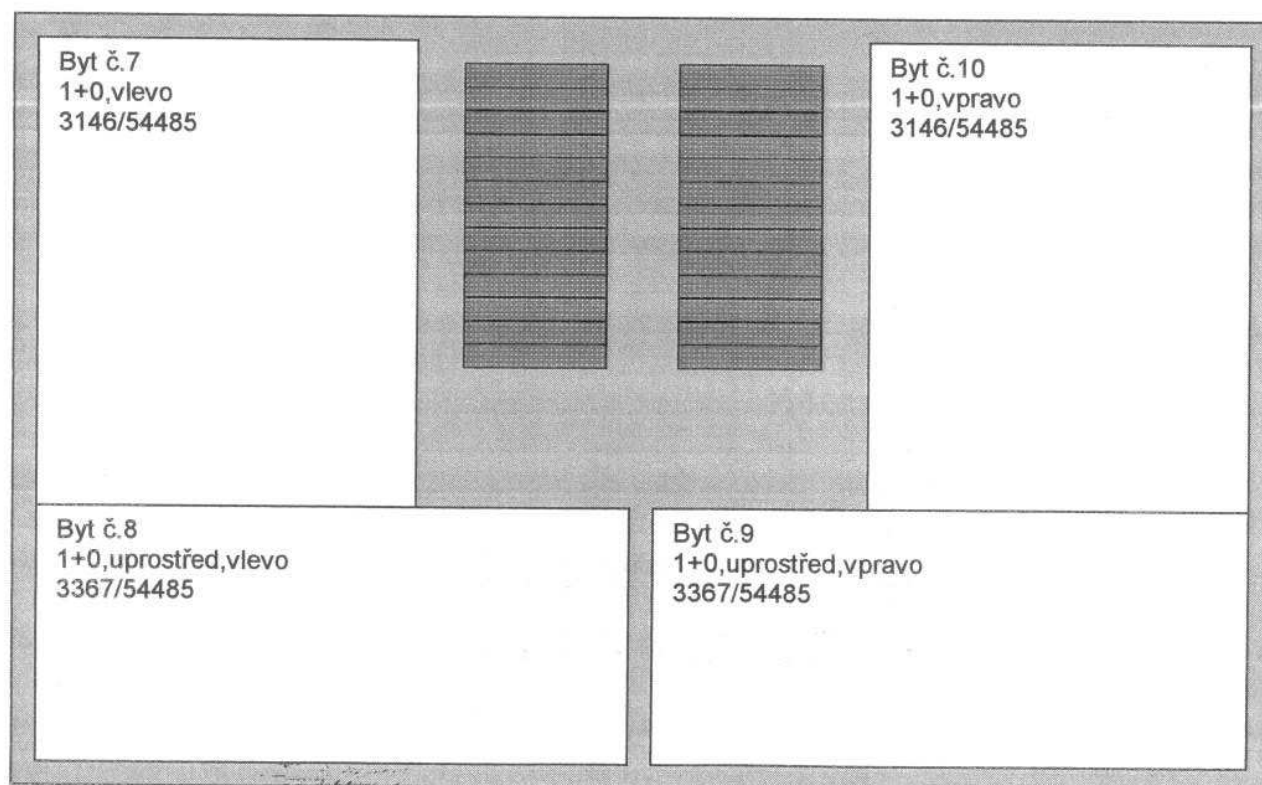 Byt č.7
1+0,vlevo
3146/54485
Byt č.10
1+0,vpravo
3146/54485
Byt č.8
1+0,uprostřed,vlevo
3367/54485
Byt č.9
1+0,uprostřed,vpravo
3367/54485